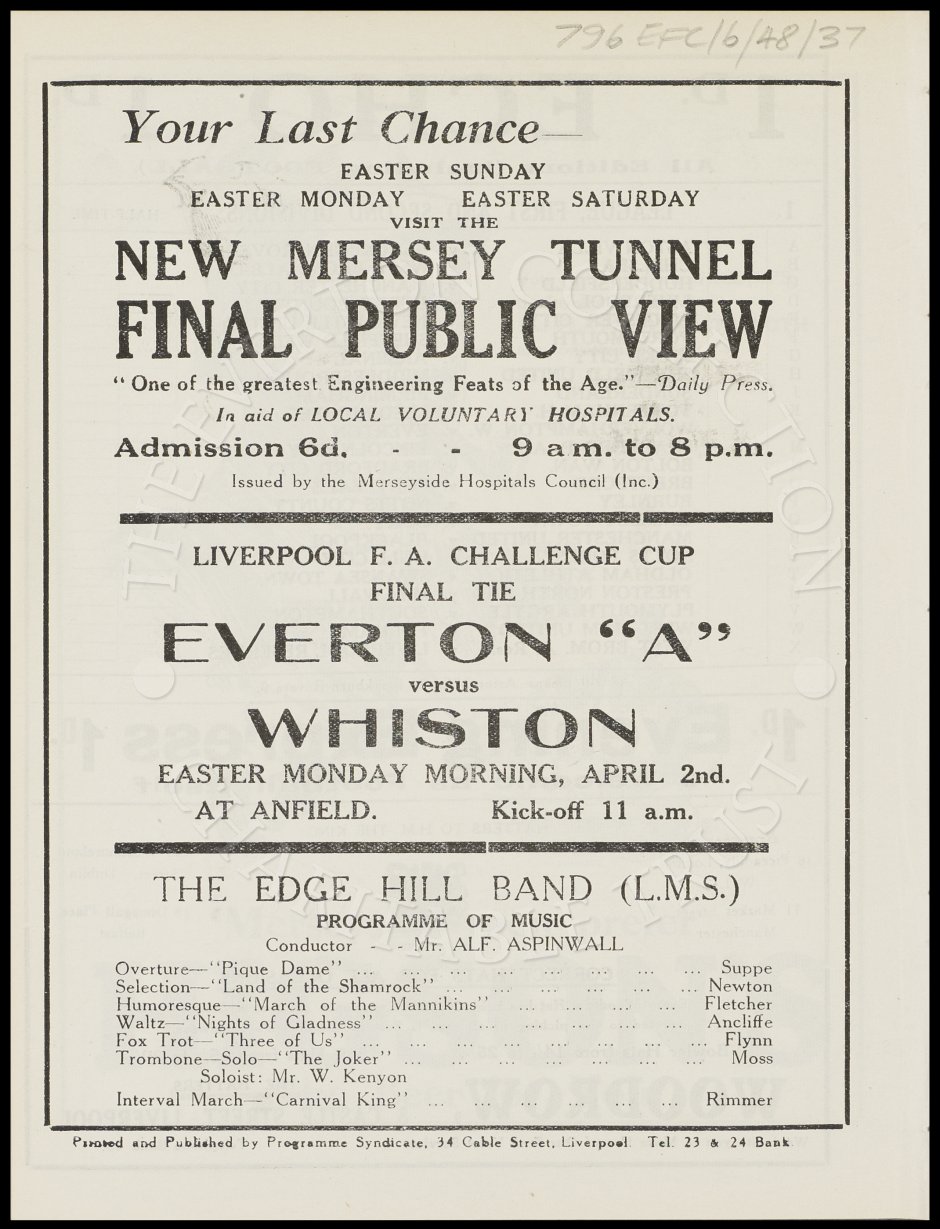 796 EFC/6/48/37
Your Last Chance—
EASTER SUNDAY
EASTER MONDAY EASTER SATURDAY
VISIT THE
NEW MERSEY TUNNEL
FINAL PUBLIC VIEW
" One of the greatest Engineering Feats of the Age."—Daily Press.
In aid of LOCAL VOLUNTARY HOSPITALS.
Admission 6d. - - 9 a m. to 8 p.m.
Issued by the Merseyside Hospitals Council (Inc.)
LIVERPOOL F. A. CHALLENGE CUP
FINAL TIE
EVERTON "A"
versus
WHISTON
EASTER MONDAY MORNING, APRIL 2nd.
AT ANFIELD. Kick-off 11 a.m.
THE EDGE HILL BAND (L.M.S.)
PROGRAMME OF MUSIC
Conductor - - Mr. ALF. ASPINWALL
Overture—"Pique Dame" ... ... ... ... ... ... ... ... Suppe
Selection—"Land of the Shamrock" ... ... ... ... ... ... Newton
Humoresque—"March of the Mannikins" ... ... ... ... Fletcher
Waltz—"Nights of Gladness" ... ... ... ... ... ... ... Ancliffe
Fox Trot—"Three of Us" ... ... ... ... ... ... ... ... Flynn
Trombone—Solo—"The Joker" ... ... ... ... ... ... ... Moss
Soloist: Mr. W. Kenyon
Interval March—"Carnival King" ... ... ... ... ... ... Rimmer
Printed and Published by Programme Syndicate, 34 Cable Street, Liverpool. Tel. 23 & 24 Bank.
THE EVERTON COLLECTION
CHARITABLE TRUST